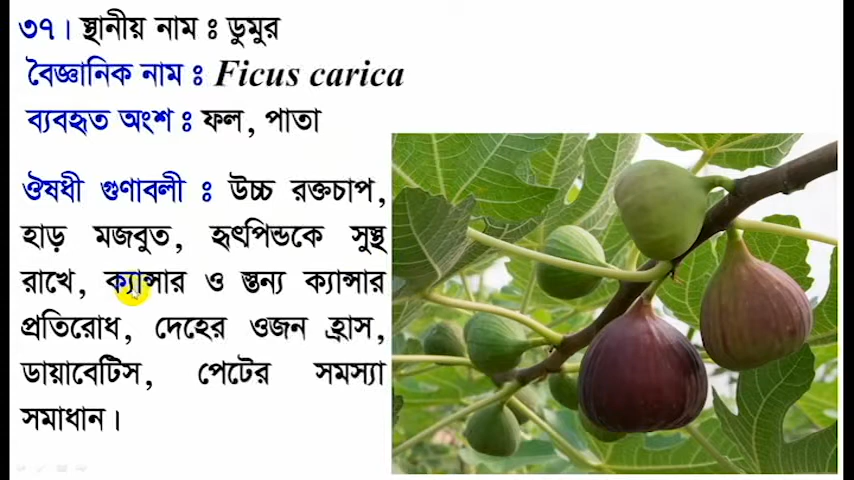 ৩৭। স্থানীয় নাম ঃ ডুমুর
বৈজ্ঞানিক নাম ঃ Ficus carica
ব্যবহৃত অংশ ঃ ফল, পাতা
ঔষধী গুণাবলী ঃ উচ্চ রক্তচাপ,
হাড় মজবুত, হৃৎপিন্ডকে সুস্থ
রাখে, ক্যান্সার ও স্তন্য ক্যান্সার
প্রতিরোধ, দেহের ওজন হ্রাস,
ডায়াবেটিস, পেটের সমস্যা
সমাধান।